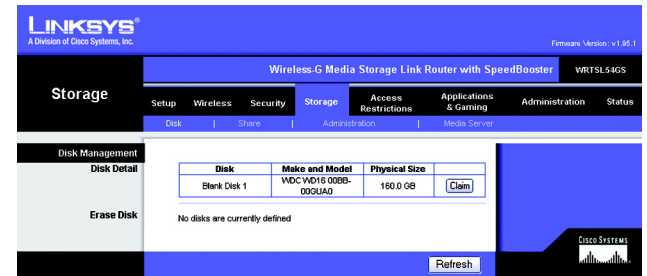 LINKSYS®
A Division of Cisco Systems, Inc.
Firmware Version: v1.95.1
Wireless-G Media Storage Link Router with SpeedBooster WRTSL54GS
Storage
Setup Wireless Security Storage Access Restrictions Applications & Gaming Administration Status
Disk | Share | Administration | Media Server
Disk Management
Disk Detail
Disk Make and Model Physical Size
Blank Disk 1 WDC WD16 00BB-00GUA0 160.0 GB Claim
Erase Disk
No disks are currently defined
CISCO SYSTEMS
Refresh